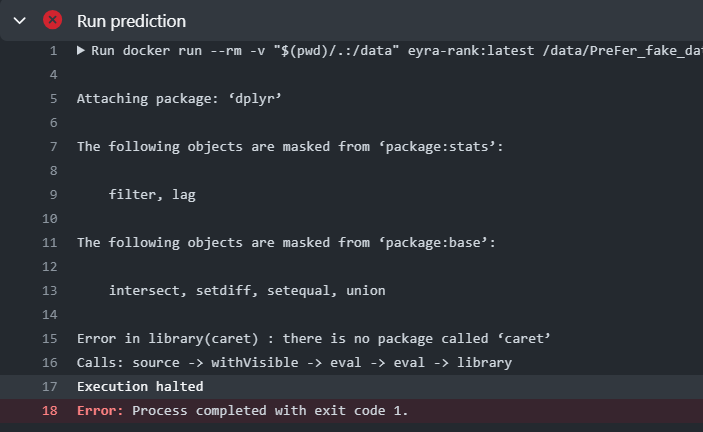 Run prediction
1 ▶ Run docker run --rm -v "$(pwd)/.:/data" eyra-rank:latest /data/PreFer_fake_da
4
5 Attaching package: ‘dplyr’
6
7 The following objects are masked from ‘package:stats’:
8
9 filter, lag
10
11 The following objects are masked from ‘package:base’:
12
13 intersect, setdiff, setequal, union
14
15 Error in library(caret) : there is no package called ‘caret’
16 Calls: source -> withVisible -> eval -> eval -> library
17 Execution halted
18 Error: Process completed with exit code 1.